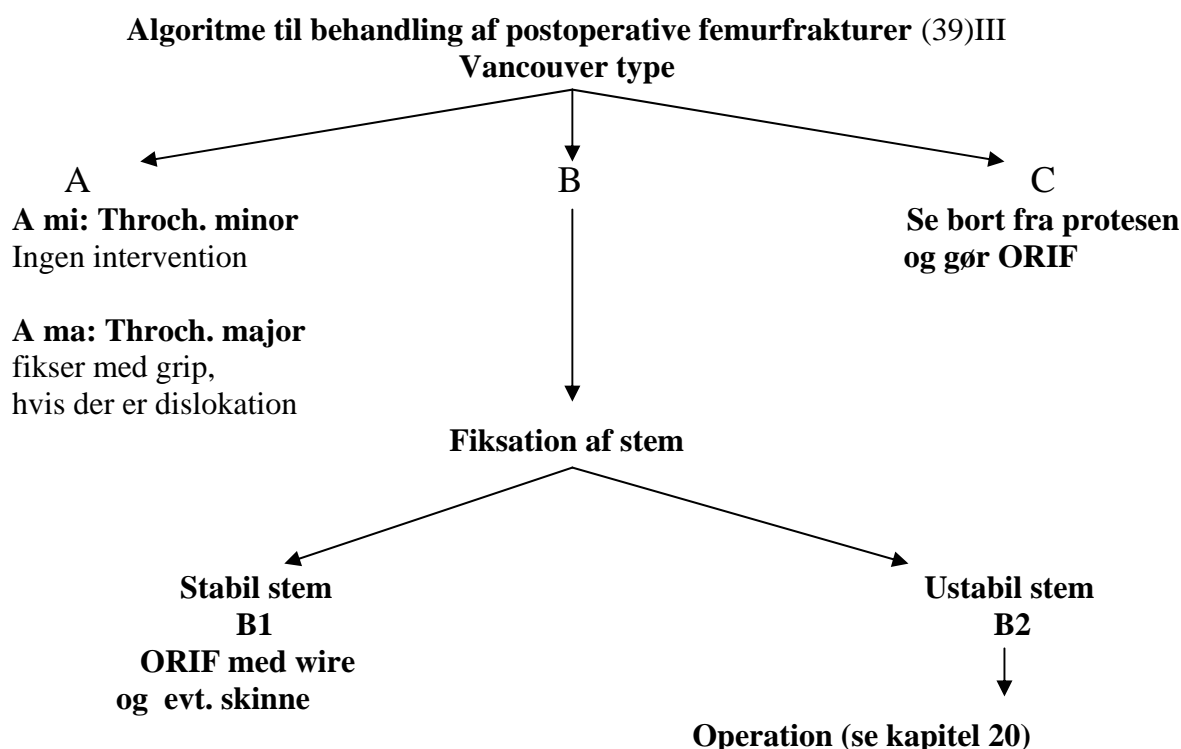 Algoritme til behandling af postoperative femurfrakturer (39)III
Vancouver type
A
A mi: Throch. minor
Ingen intervention
A ma: Throch. major
fikser med grip,
hvis der er dislokation
B
C
Se bort fra protesen
og gør ORIF
Fiksation af stem
Stabil stem
B1
ORIF med wire
og evt. skinne
Ustabil stem
B2
Operation (se kapitel 20)